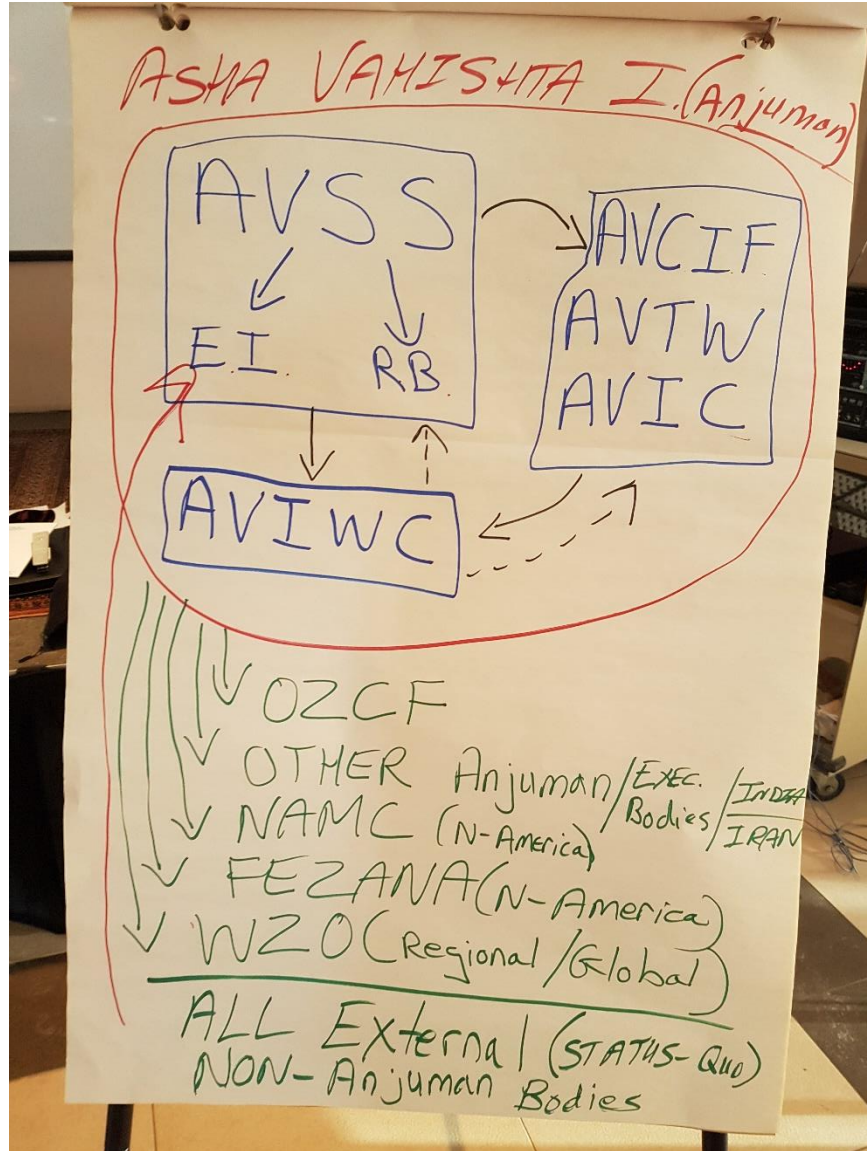 ASHA VAHISHTA I. (Anjuman)
AVSS
E.I. RB.
AVCIF
AVTW
AVIC
AVIWC
OZCF
OTHER Anjuman/EXEC. Bodies/INDIA IRAN
NAMC (N-America)
FEZANA (N-America)
WZO (Regional/Global)
ALL External (STATUS-QUO)
NON-Anjuman Bodies